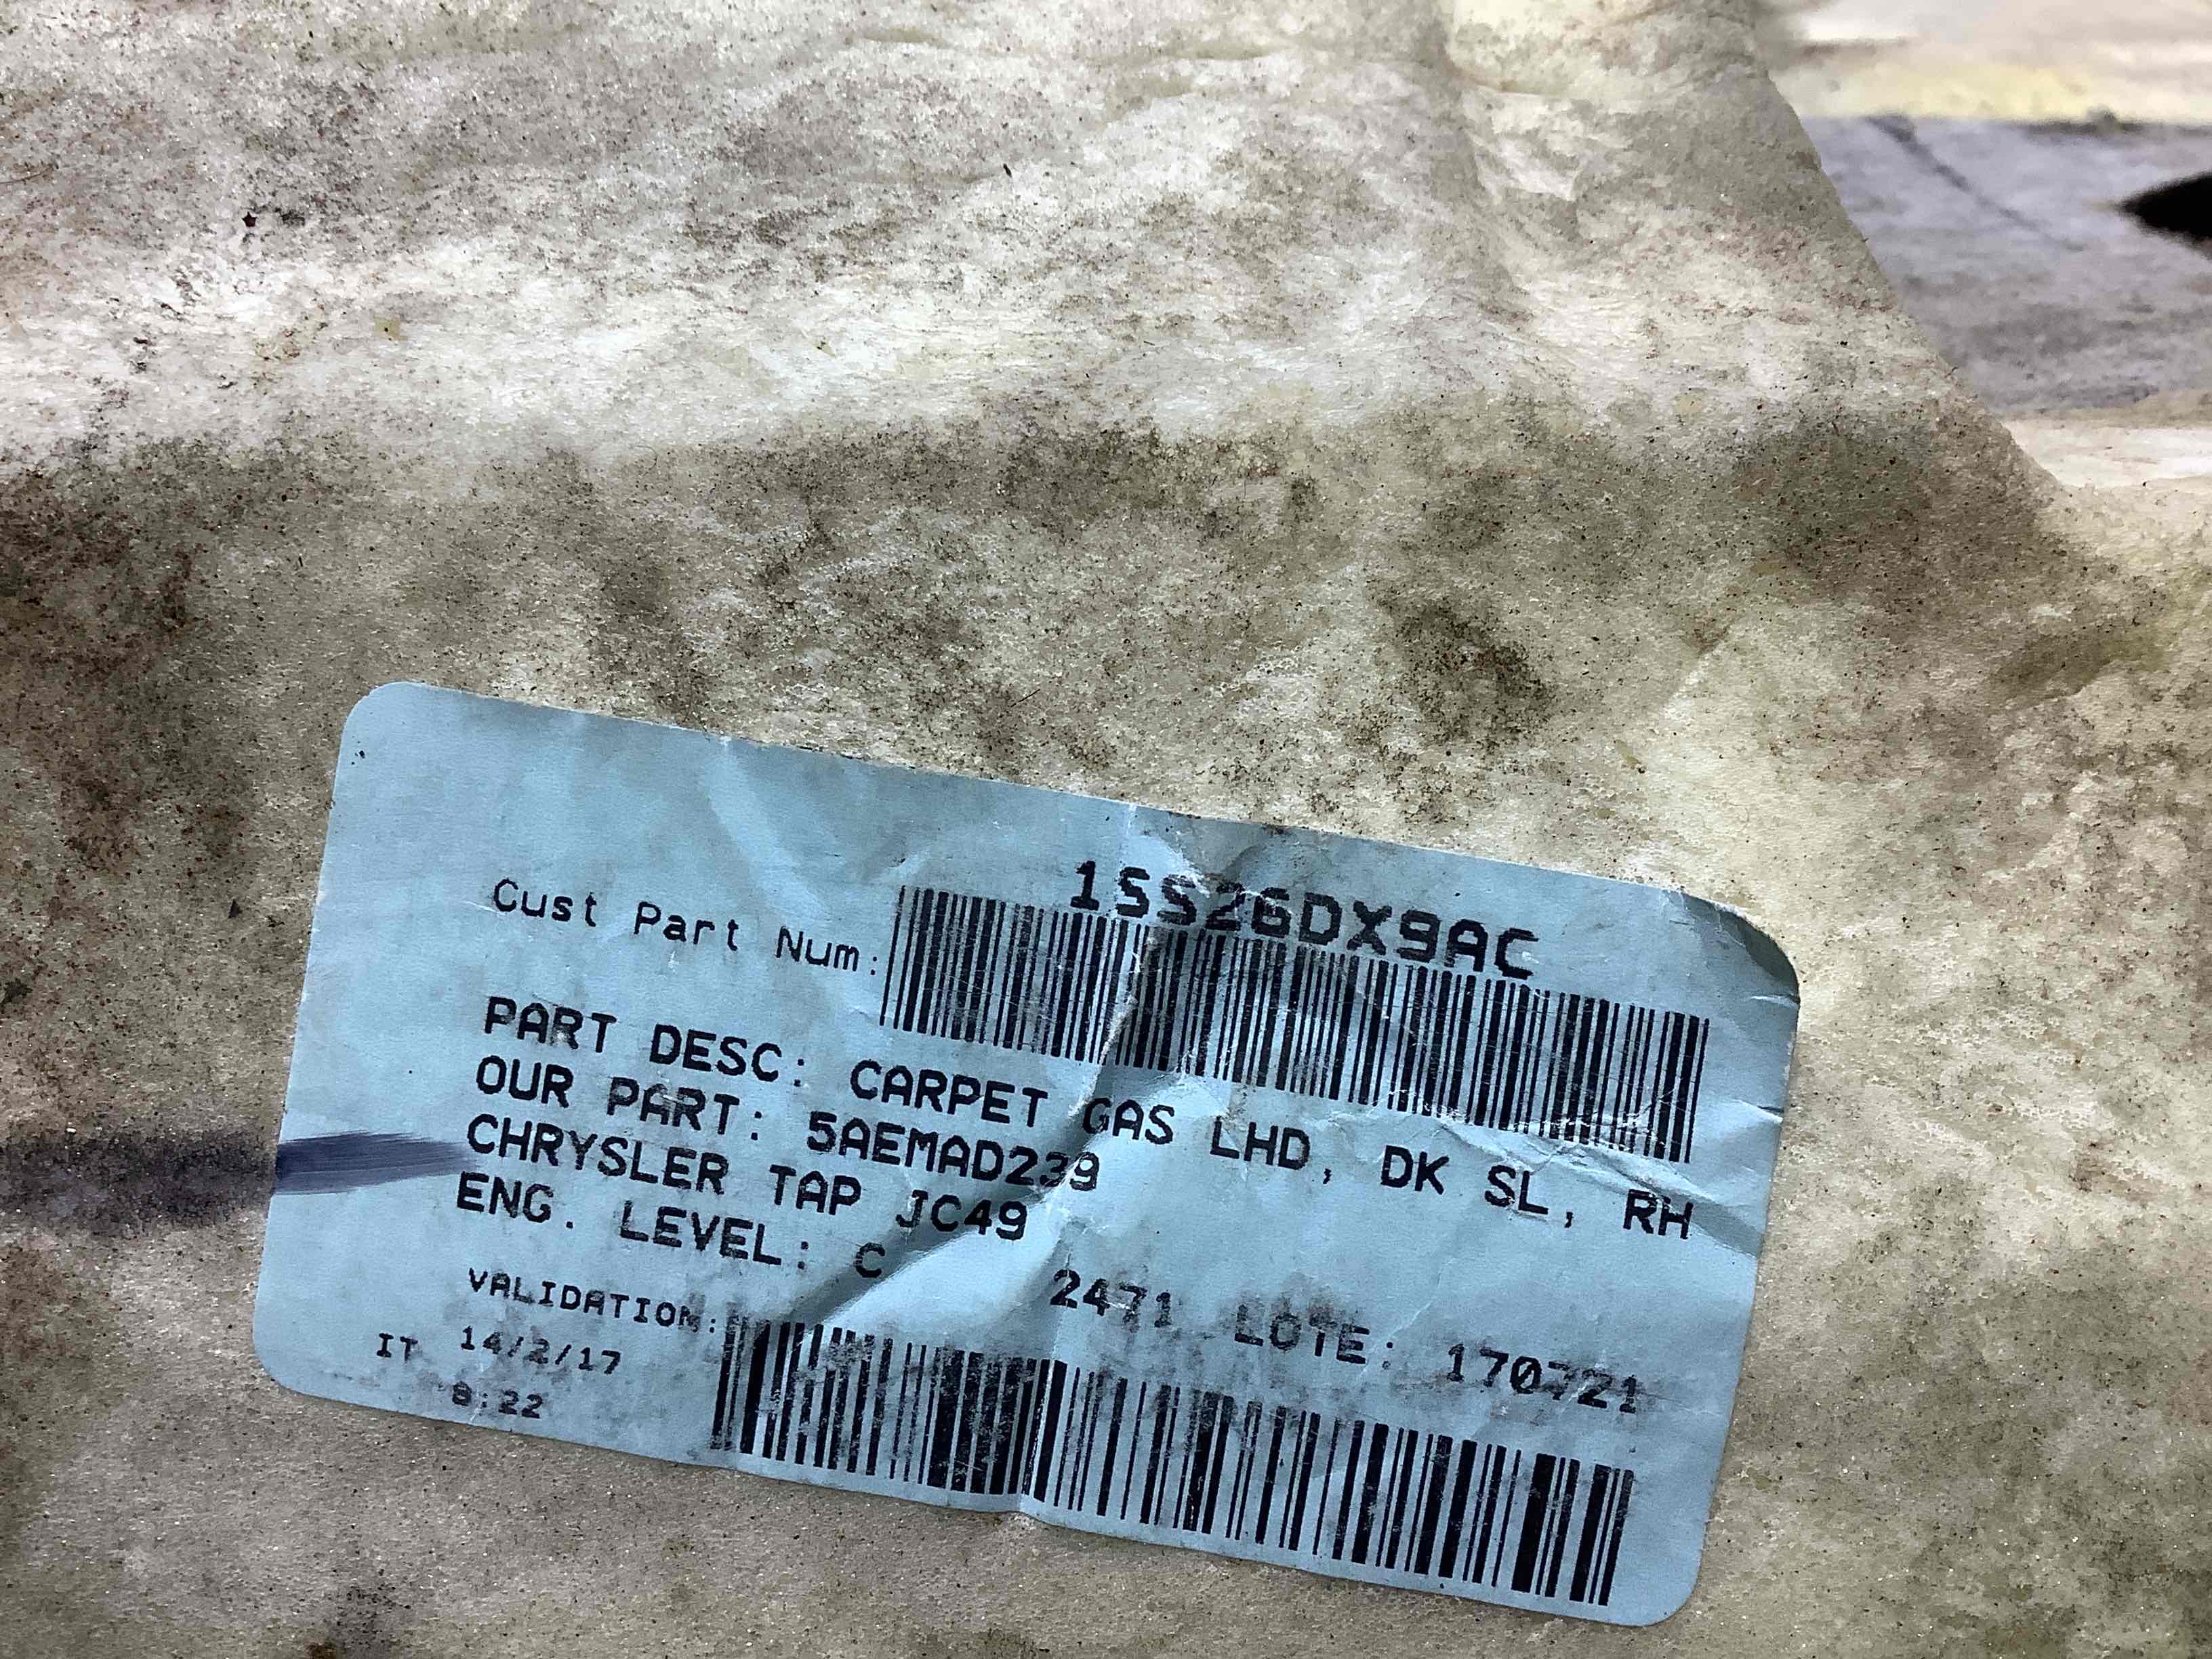 1SS26DX9AC
Cust Part Num:
PART DESC: CARPET GAS LHD, DK SL, RH
OUR PART: 5AEMAD239
CHRYSLER TAP JC49
ENG. LEVEL: C
2471 LOTE: 170721
VALIDATION:
IT 14/2/17
8:22